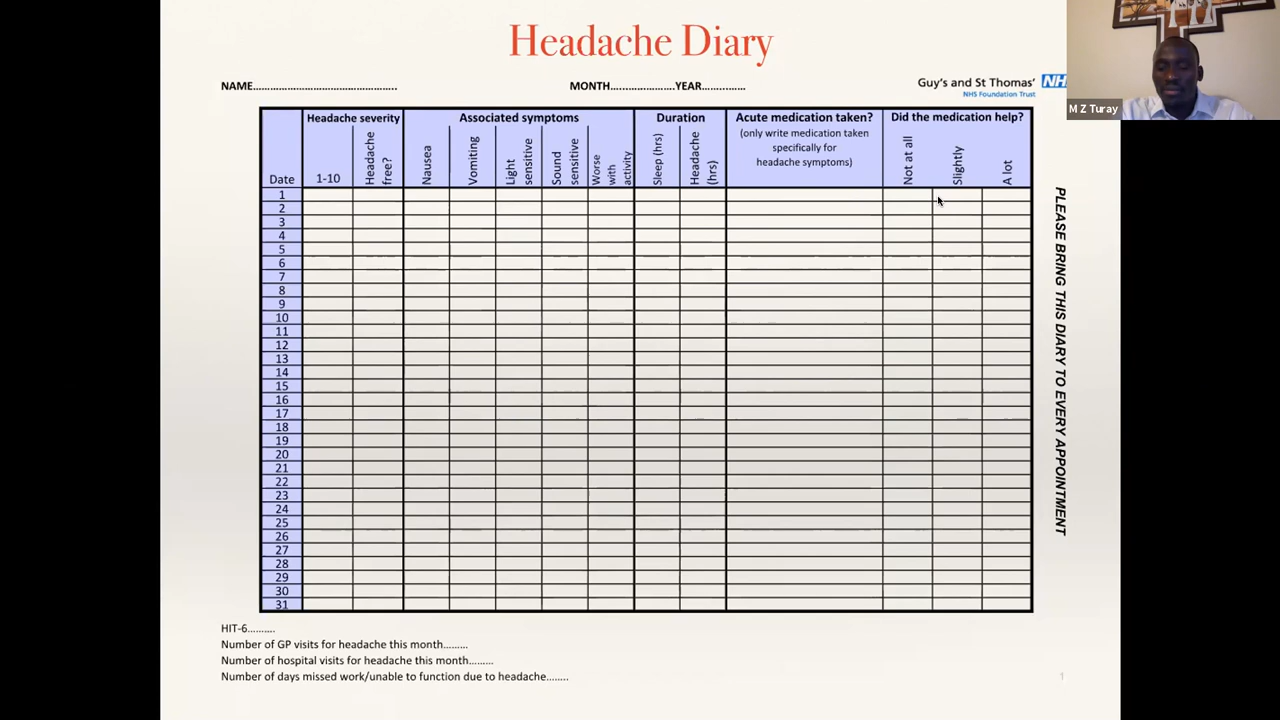 Headache Diary
NAME……………………………………..
MONTH…...……………..YEAR……..……
Guy's and St Thomas' NH
NHS Foundation Trust
M Z Turay
Headache severity
Associated symptoms
Duration
Acute medication taken?
Did the medication help?
(only write medication taken
specifically for
headache symptoms)
Date
1-10
Headache free?
Nausea
Vomiting
Light sensitive
Sound sensitive
Worse with activity
Sleep (hrs)
Headache (hrs)
Not at all
Slightly
A lot
1
2
3
4
5
6
7
8
9
10
11
12
13
14
15
16
17
18
19
20
21
22
23
24
25
26
27
28
29
30
31
PLEASE BRING THIS DIARY TO EVERY APPOINTMENT
HIT-6……….
Number of GP visits for headache this month………
Number of hospital visits for headache this month………
Number of days missed work/unable to function due to headache……..
1